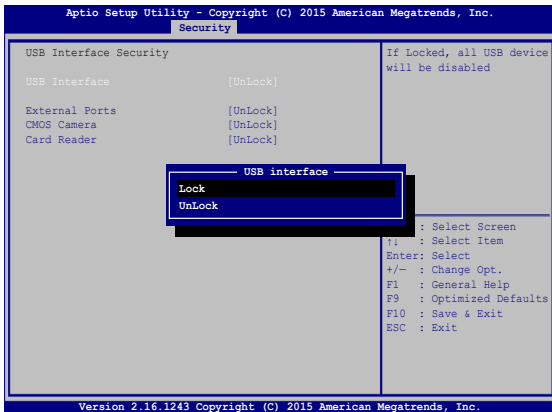 Aptio Setup Utility - Copyright (C) 2015 American Megatrends, Inc.
Security
USB Interface Security
USB Interface [UnLock]
External Ports [UnLock]
CMOS Camera [UnLock]
Card Reader [UnLock]
USB interface
Lock
UnLock
If Locked, all USB device
will be disabled
: Select Screen
↑↓ : Select Item
Enter: Select
+/— : Change Opt.
F1 : General Help
F9 : Optimized Defaults
F10 : Save & Exit
ESC : Exit
Version 2.16.1243 Copyright (C) 2015 American Megatrends, Inc.